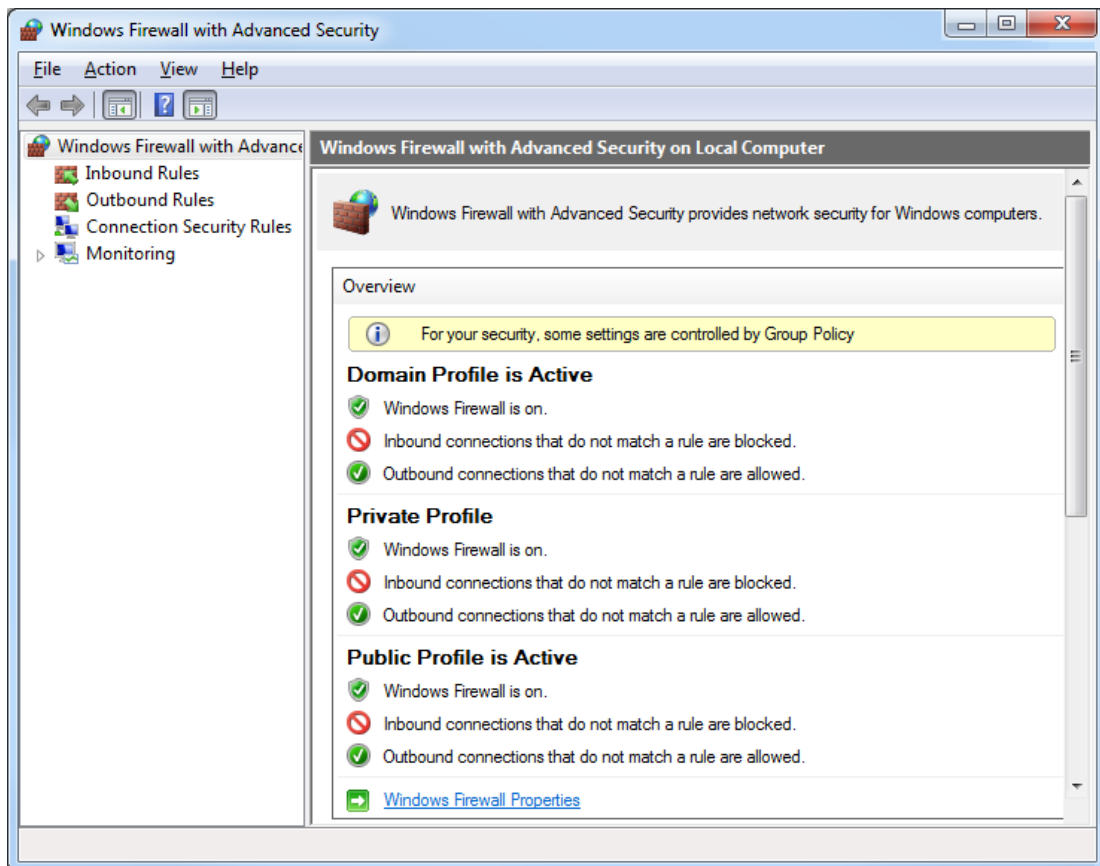 Windows Firewall with Advanced Security
File Action View Help
Windows Firewall with Advance
Inbound Rules
Outbound Rules
Connection Security Rules
Monitoring
Windows Firewall with Advanced Security on Local Computer
Windows Firewall with Advanced Security provides network security for Windows computers.
Overview
For your security, some settings are controlled by Group Policy
Domain Profile is Active
Windows Firewall is on.
Inbound connections that do not match a rule are blocked.
Outbound connections that do not match a rule are allowed.
Private Profile
Windows Firewall is on.
Inbound connections that do not match a rule are blocked.
Outbound connections that do not match a rule are allowed.
Public Profile is Active
Windows Firewall is on.
Inbound connections that do not match a rule are blocked.
Outbound connections that do not match a rule are allowed.
Windows Firewall Properties